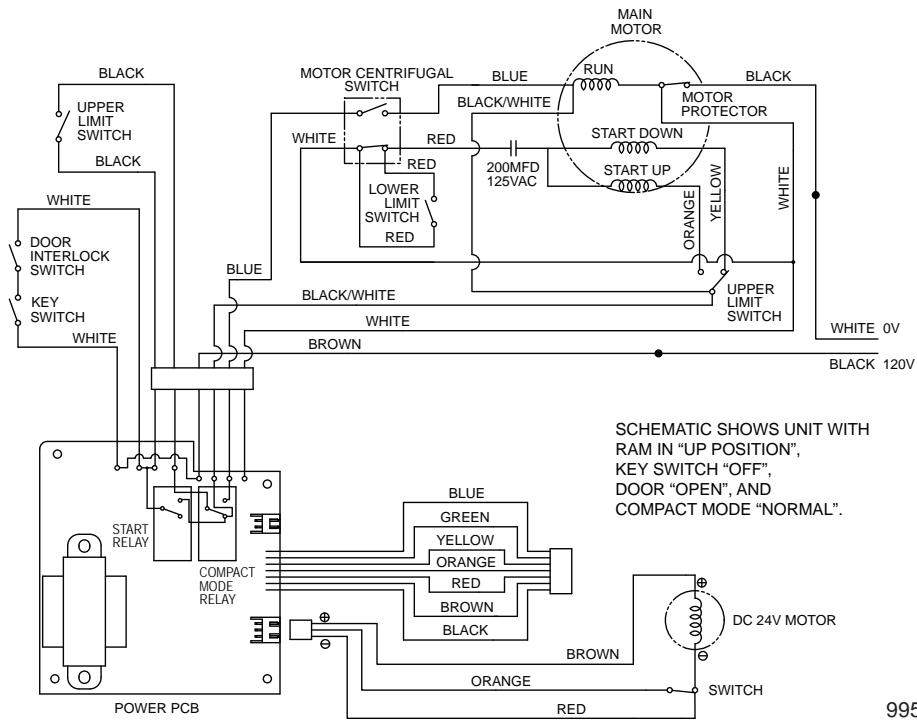 MAIN
MOTOR
BLACK
MOTOR CENTRIFUGAL
SWITCH
BLUE
RUN
BLACK
UPPER
LIMIT
SWITCH
BLACK/WHITE
MOTOR
PROTECTOR
WHITE
RED
START DOWN
BLACK
RED
200MFD
125VAC
START UP
LOWER
LIMIT
SWITCH
RED
ORANGE
YELLOW
WHITE
WHITE
DOOR
INTERLOCK
SWITCH
BLUE
KEY
SWITCH
BLACK/WHITE
UPPER
LIMIT
SWITCH
WHITE
WHITE
WHITE 0V
BROWN
BLACK 120V
SCHEMATIC SHOWS UNIT WITH
RAM IN “UP POSITION”,
KEY SWITCH “OFF”,
DOOR “OPEN”, AND
COMPACT MODE “NORMAL”.
BLUE
GREEN
START
RELAY
YELLOW
ORANGE
COMPACT
MODE
RELAY
RED
BROWN
BLACK
DC 24V MOTOR
BROWN
ORANGE
SWITCH
POWER PCB
RED
995